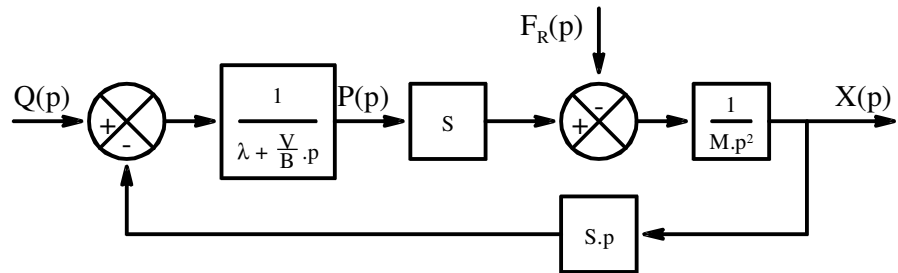 F_R(p)
Q(p)
+
-
1
λ + V/B .p
P(p)
S
-
+
1
M.p²
X(p)
S.p